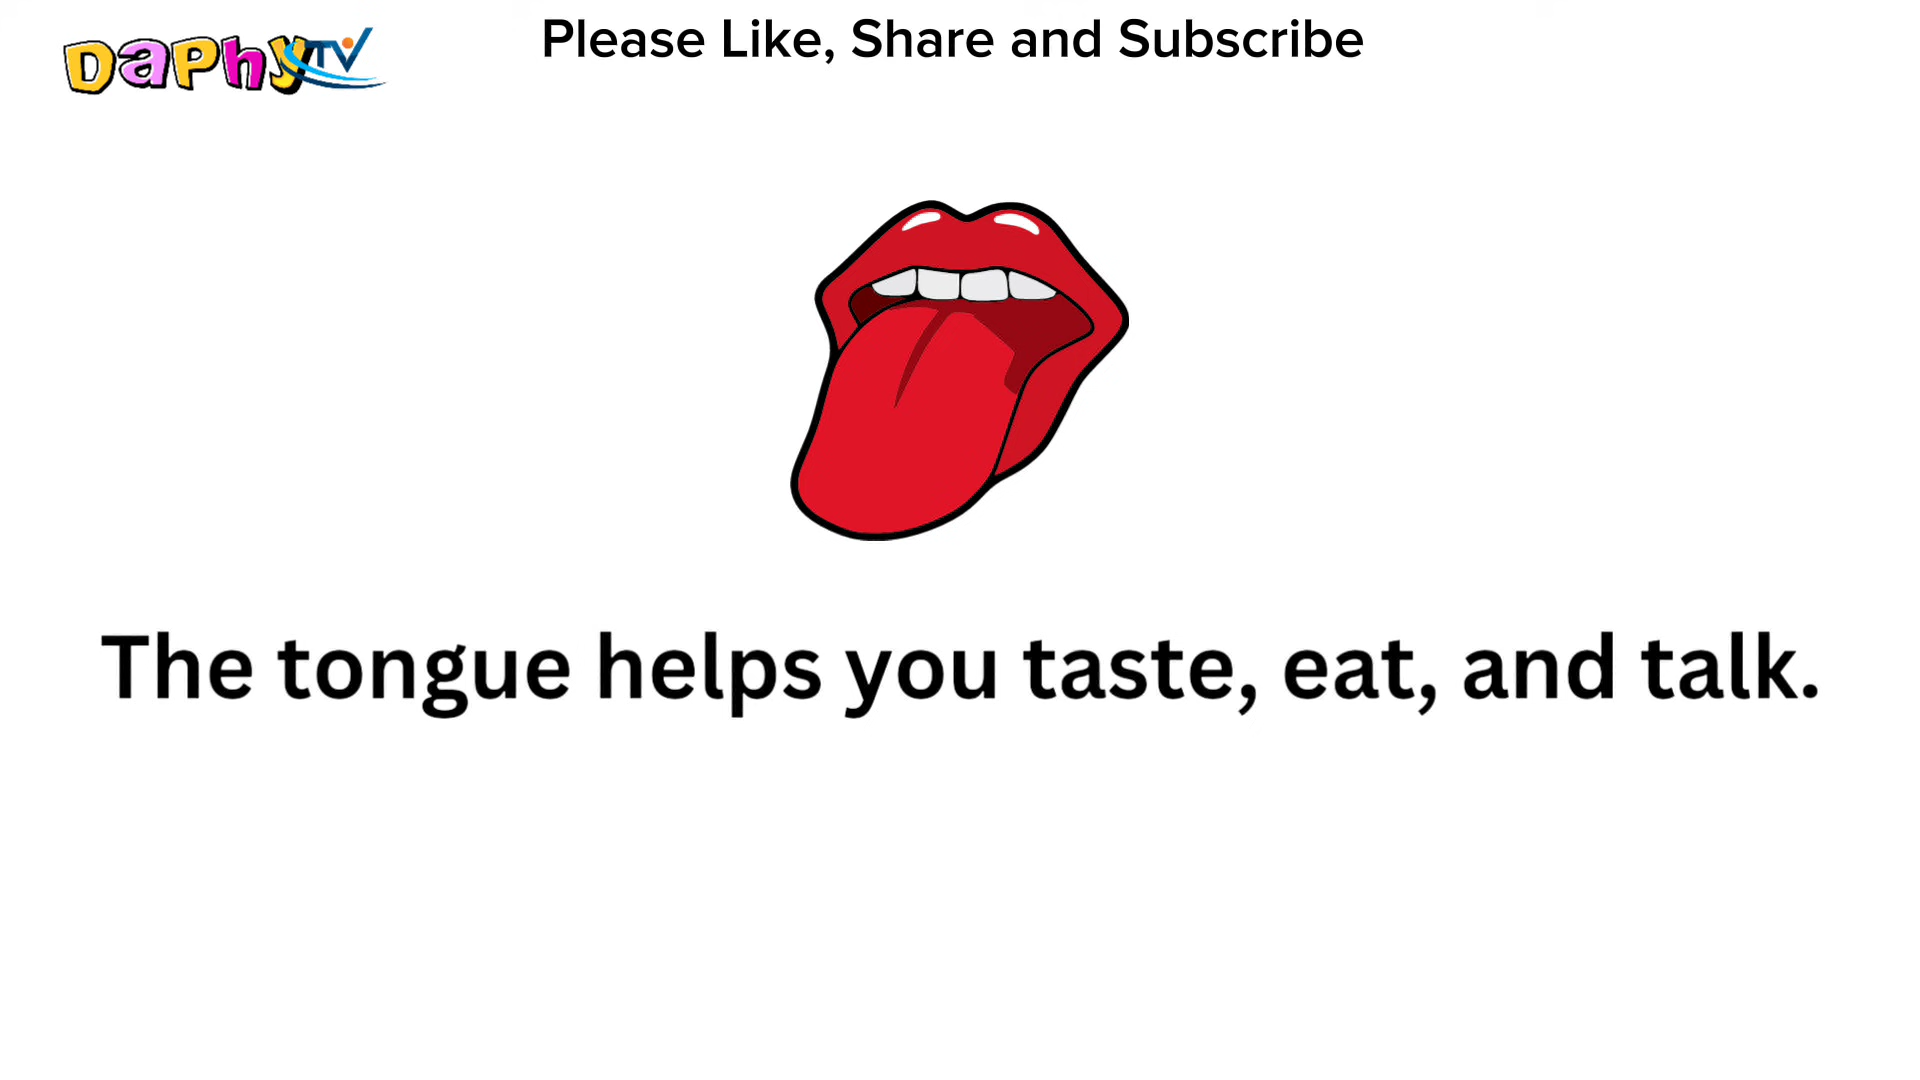 Daphy TV
Please Like, Share and Subscribe
The tongue helps you taste, eat, and talk.